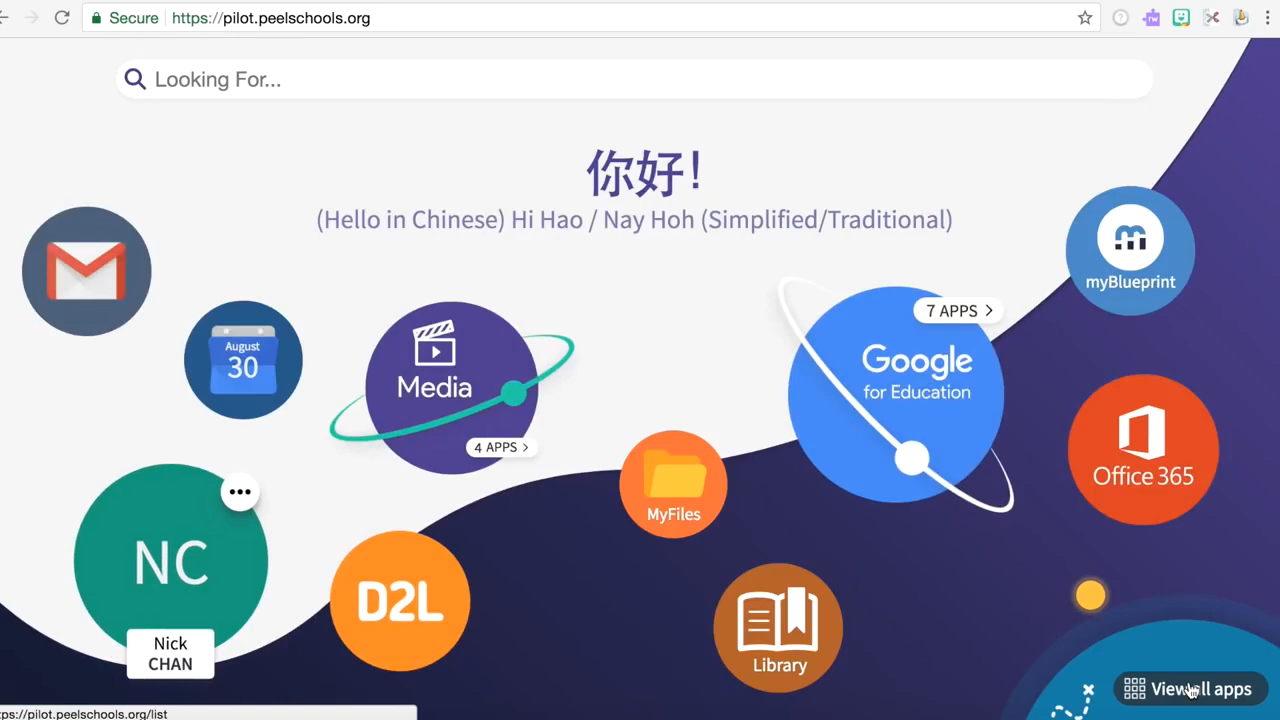 Secure
https://pilot.peelschools.org
Looking For...
你好!
(Hello in Chinese) Hi Hao / Nay Hoh (Simplified/Traditional)
myBlueprint
August
30
Media
4 APPS >
7 APPS >
Google
for Education
Office 365
MyFiles
NC
Nick
CHAN
D2L
Library
View all apps
ps://pilot.peelschools.org/list